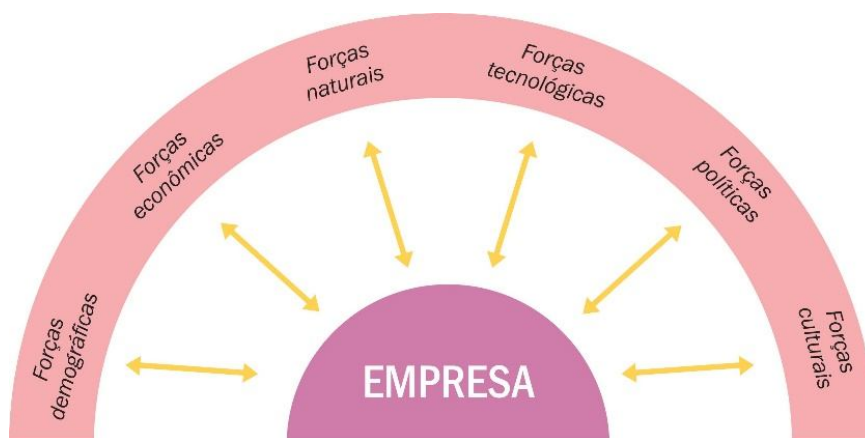 Forças
demográficas
Forças
econômicas
Forças
naturais
Forças
tecnológicas
Forças
políticas
Forças
culturais
EMPRESA